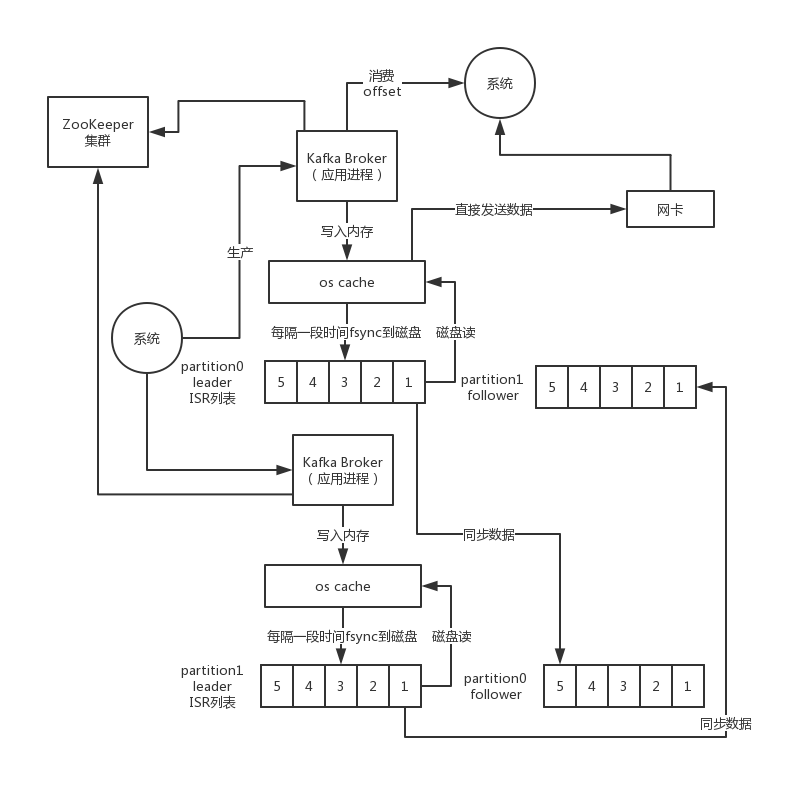 消费
offset
系统
ZooKeeper
集群
Kafka Broker
（应用进程）
直接发送数据
网卡
写入内存
生产
os cache
系统
每隔一段时间fsync到磁盘
磁盘读
partition0
leader
ISR列表
5 4 3 2 1
partition1
follower
5 4 3 2 1
Kafka Broker
（应用进程）
写入内存
同步数据
os cache
每隔一段时间fsync到磁盘
磁盘读
partition1
leader
ISR列表
5 4 3 2 1
partition0
follower
5 4 3 2 1
同步数据